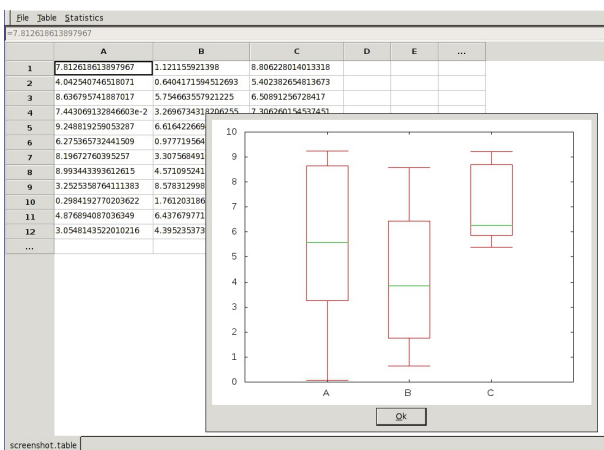 File Table Statistics
=7.812618613897967
A B C D E ...
1 7.812618613897967 1.121155921398 8.806228014013318
2 4.042540746518071 0.6404171594512693 5.402382654813673
3 8.636795741887017 5.754663557921225 6.50891256728417
4 7.443069132846603e-2 3.2696734318206255 7.306260154537451
5 9.248819259053287 6.616422669
6 6.275365732441509 0.977719564
7 8.19672760395257 3.307568491
8 8.993443393612615 4.571095241
9 3.2525358764111383 8.578312998
10 0.2984192770203622 1.761203186
11 4.876894087036349 6.437679771
12 3.0548143522010216 4.395235373
...
10
9
8
7
6
5
4
3
2
1
0
A B C
Ok
screenshot.table